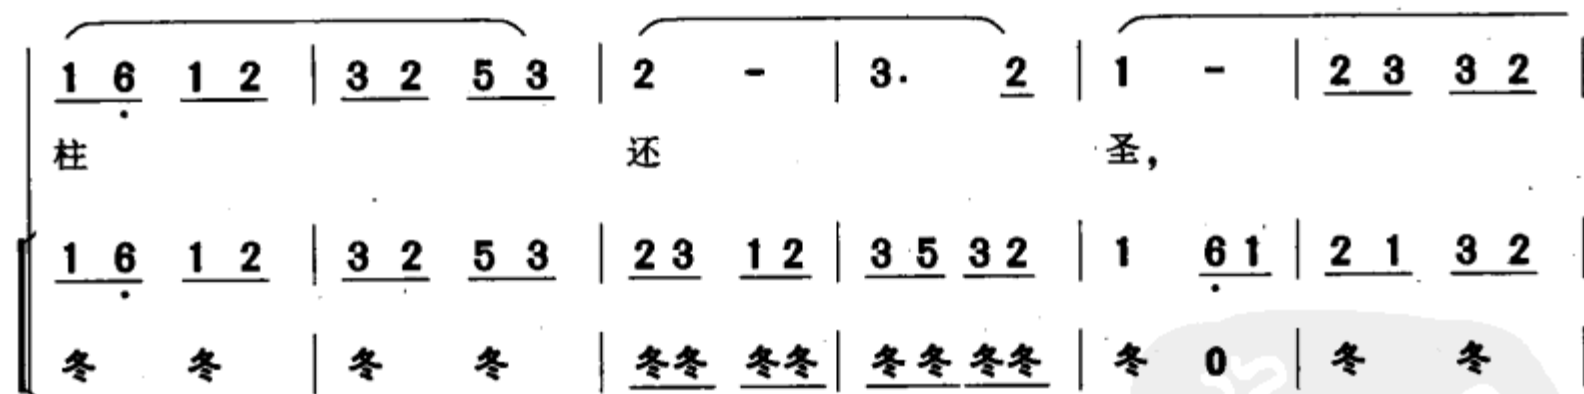 1 6̣ 1 2 | 3 2 5 3 | 2 - | 3. 2 | 1 - | 2 3 3 2 |
柱 还 圣，
1 6̣ 1 2 | 3 2 5 3 | 2 3 1 2 | 3 5 3 2 | 1 6̣ 1 | 2 1 3 2 |
冬 冬 | 冬 冬 | 冬冬 冬冬 | 冬冬 冬冬 | 冬 0 | 冬 冬 |